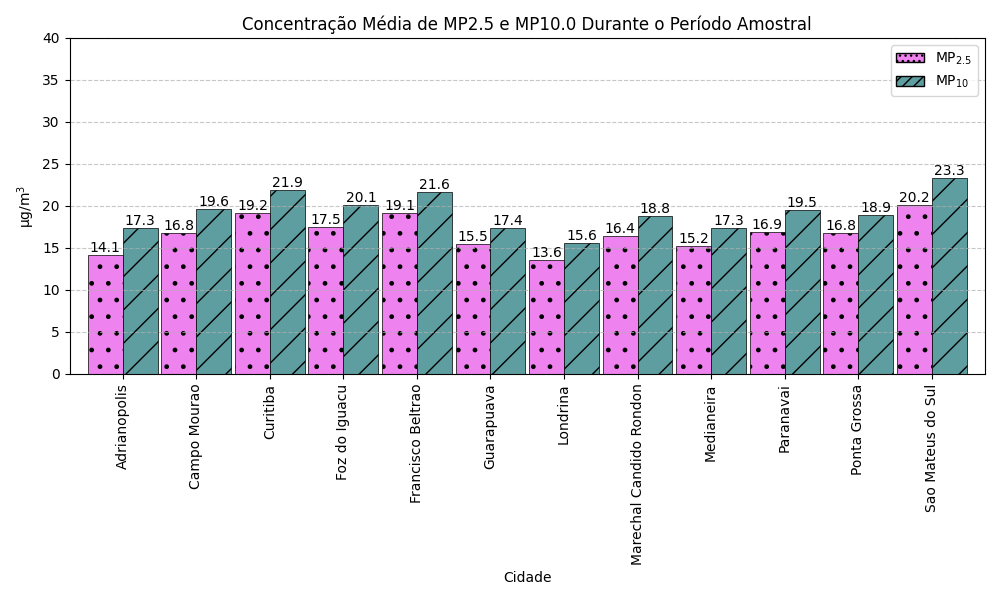 Concentração Média de MP2.5 e MP10.0 Durante o Período Amostral
MP2.5
MP10
µg/m³
40
35
30
25
20
15
10
5
0
14.1 17.3 16.8 19.6 19.2 21.9 17.5 20.1 19.1 21.6 15.5 17.4 13.6 15.6 16.4 18.8 15.2 17.3 16.9 19.5 16.8 18.9 20.2 23.3
Adrianopolis
Campo Mourao
Curitiba
Foz do Iguacu
Francisco Beltrao
Guarapuava
Londrina
Marechal Candido Rondon
Medianeira
Paranavai
Ponta Grossa
Sao Mateus do Sul
Cidade